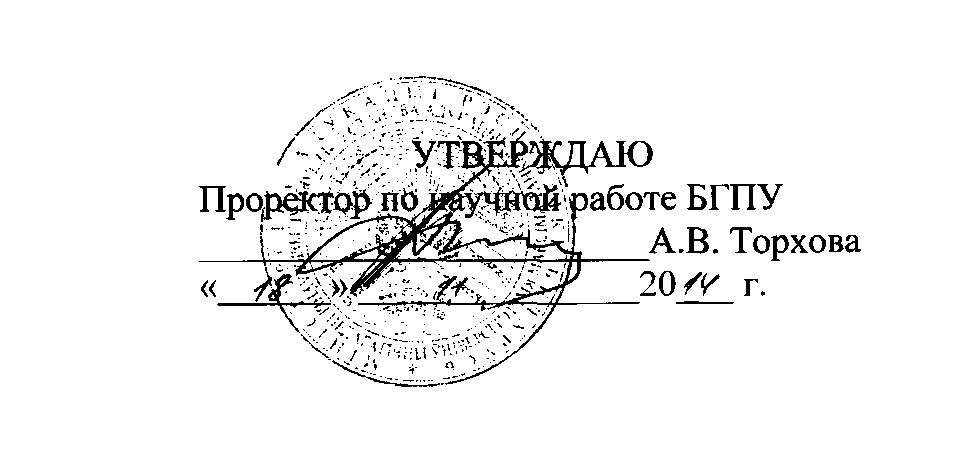 УТВЕРЖДАЮ
Проректор по научной работе БГПУ
А.В. Торхова
« 18 » 11 2014 г.